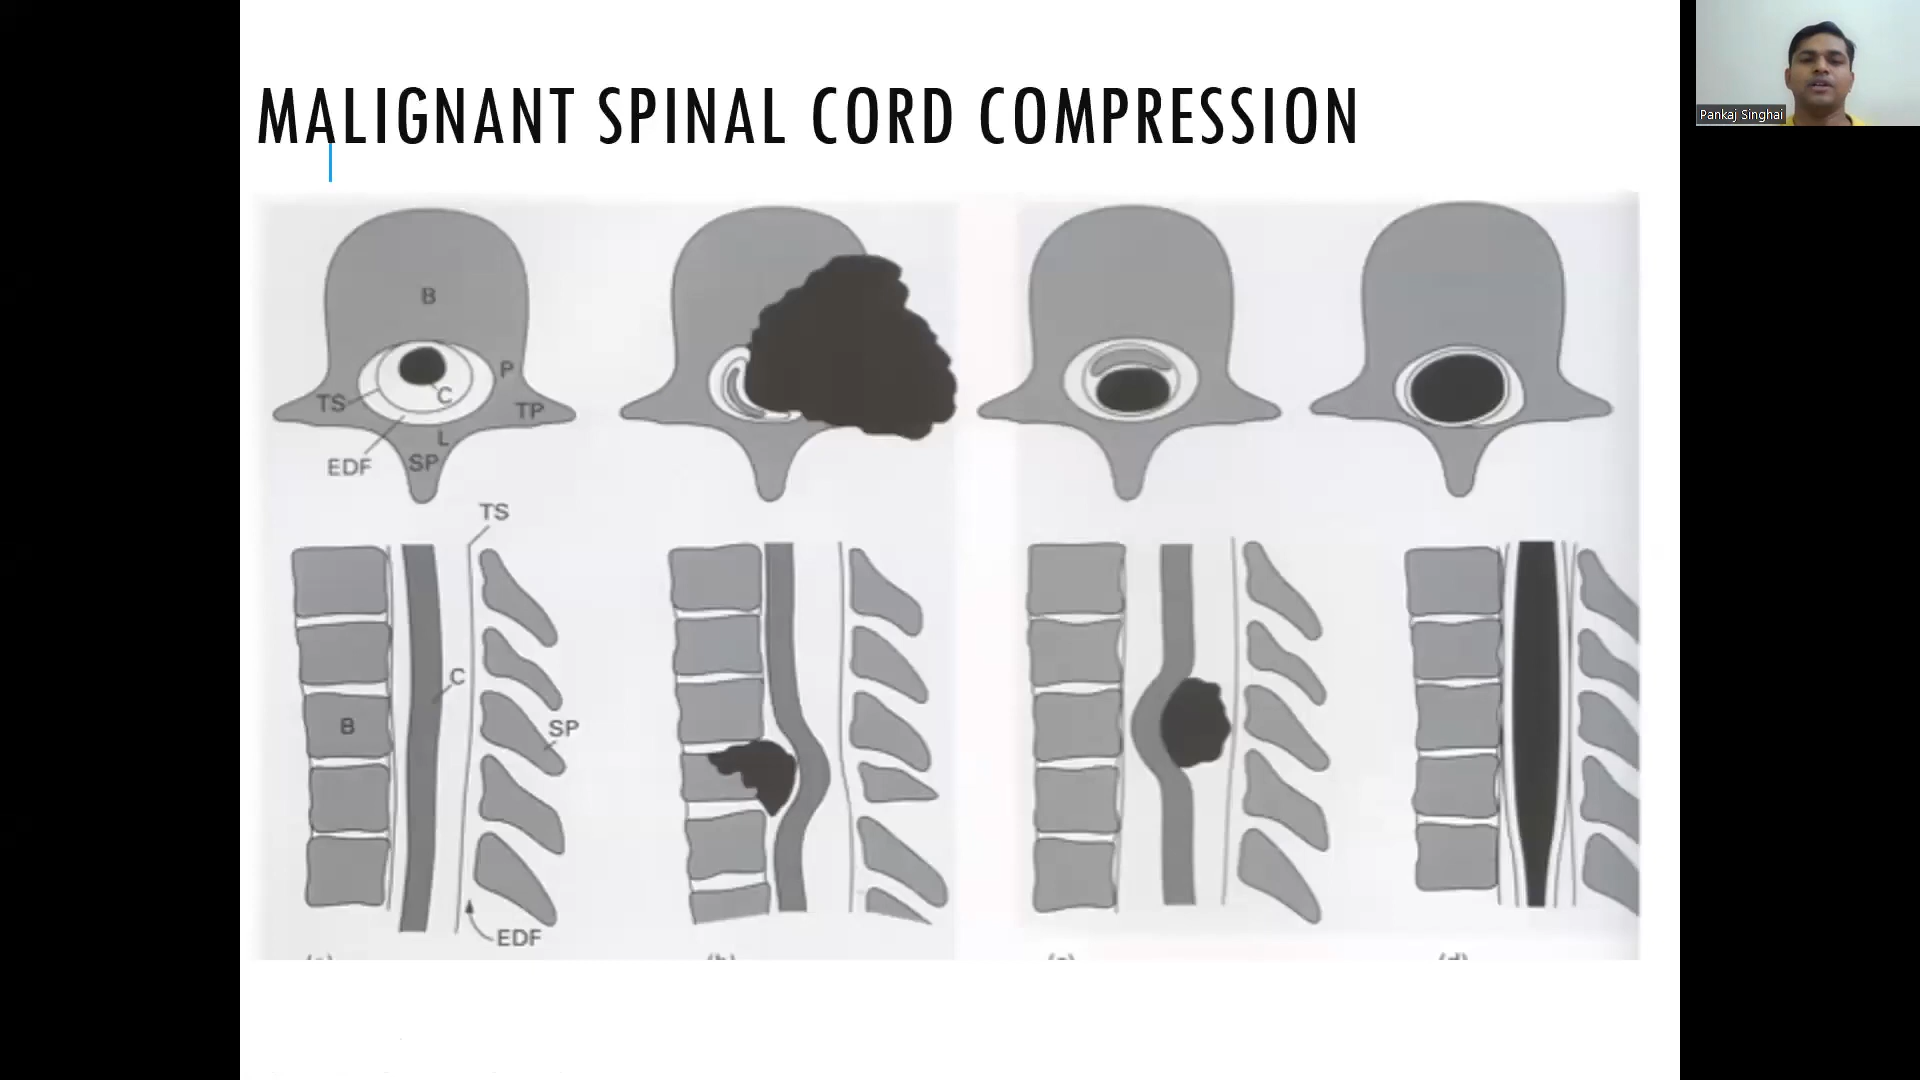 MALIGNANT SPINAL CORD COMPRESSION
Pankaj Singhai
B
P
TS
C
TP
L
EDF
SP
TS
C
B
SP
EDF
(d)